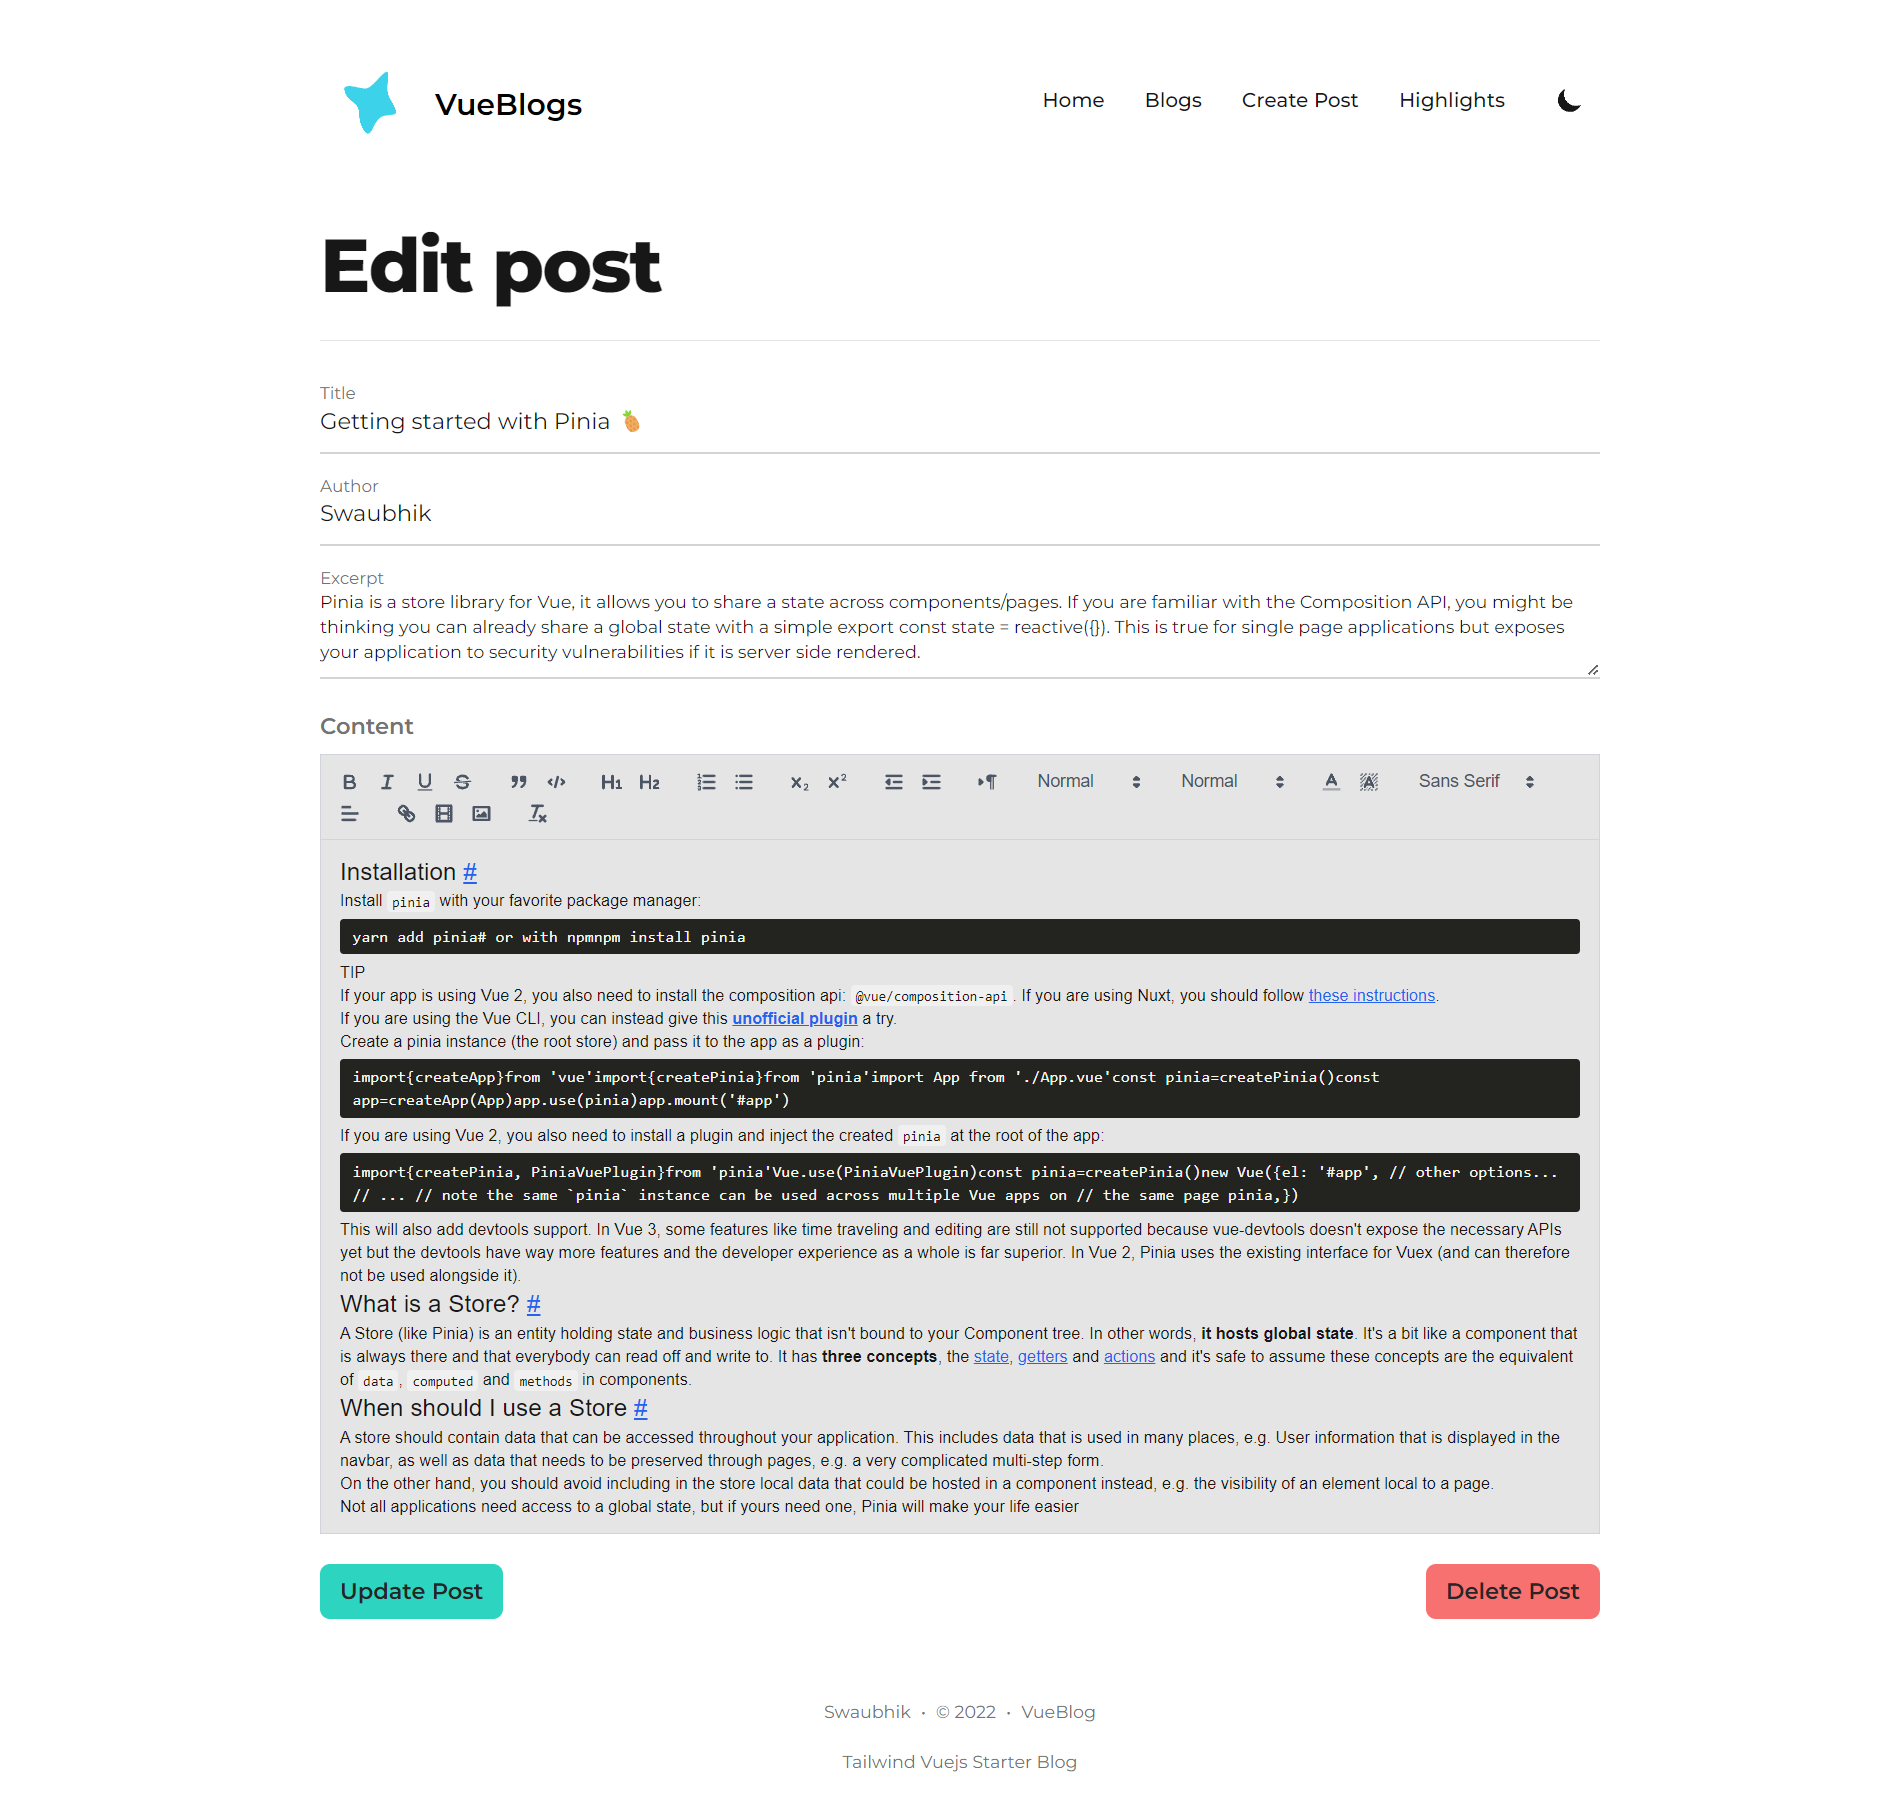 VueBlogs
Home
Blogs
Create Post
Highlights
Edit post
Title
Getting started with Pinia 🍍
Author
Swaubhik
Excerpt
Pinia is a store library for Vue, it allows you to share a state across components/pages. If you are familiar with the Composition API, you might be
thinking you can already share a global state with a simple export const state = reactive({}). This is true for single page applications but exposes
your application to security vulnerabilities if it is server side rendered.
Content
Normal
Normal
Sans Serif
Installation #
Install pinia with your favorite package manager:
yarn add pinia# or with npmnpm install pinia
TIP
If your app is using Vue 2, you also need to install the composition api: @vue/composition-api. If you are using Nuxt, you should follow these instructions.
If you are using the Vue CLI, you can instead give this unofficial plugin a try.
Create a pinia instance (the root store) and pass it to the app as a plugin:
import{createApp}from 'vue'import{createPinia}from 'pinia'import App from './App.vue'const pinia=createPinia()const
app=createApp(App)app.use(pinia)app.mount('#app')
If you are using Vue 2, you also need to install a plugin and inject the created pinia at the root of the app:
import{createPinia, PiniaVuePlugin}from 'pinia'Vue.use(PiniaVuePlugin)const pinia=createPinia()new Vue({el: '#app', // other options...
// ... // note the same `pinia` instance can be used across multiple Vue apps on // the same page pinia,})
This will also add devtools support. In Vue 3, some features like time traveling and editing are still not supported because vue-devtools doesn't expose the necessary APIs
yet but the devtools have way more features and the developer experience as a whole is far superior. In Vue 2, Pinia uses the existing interface for Vuex (and can therefore
not be used alongside it).
What is a Store? #
A Store (like Pinia) is an entity holding state and business logic that isn't bound to your Component tree. In other words, it hosts global state. It's a bit like a component that
is always there and that everybody can read off and write to. It has three concepts, the state, getters and actions and it's safe to assume these concepts are the equivalent
of data, computed and methods in components.
When should I use a Store #
A store should contain data that can be accessed throughout your application. This includes data that is used in many places, e.g. User information that is displayed in the
navbar, as well as data that needs to be preserved through pages, e.g. a very complicated multi-step form.
On the other hand, you should avoid including in the store local data that could be hosted in a component instead, e.g. the visibility of an element local to a page.
Not all applications need access to a global state, but if yours need one, Pinia will make your life easier
Update Post
Delete Post
Swaubhik • © 2022 • VueBlog
Tailwind Vuejs Starter Blog